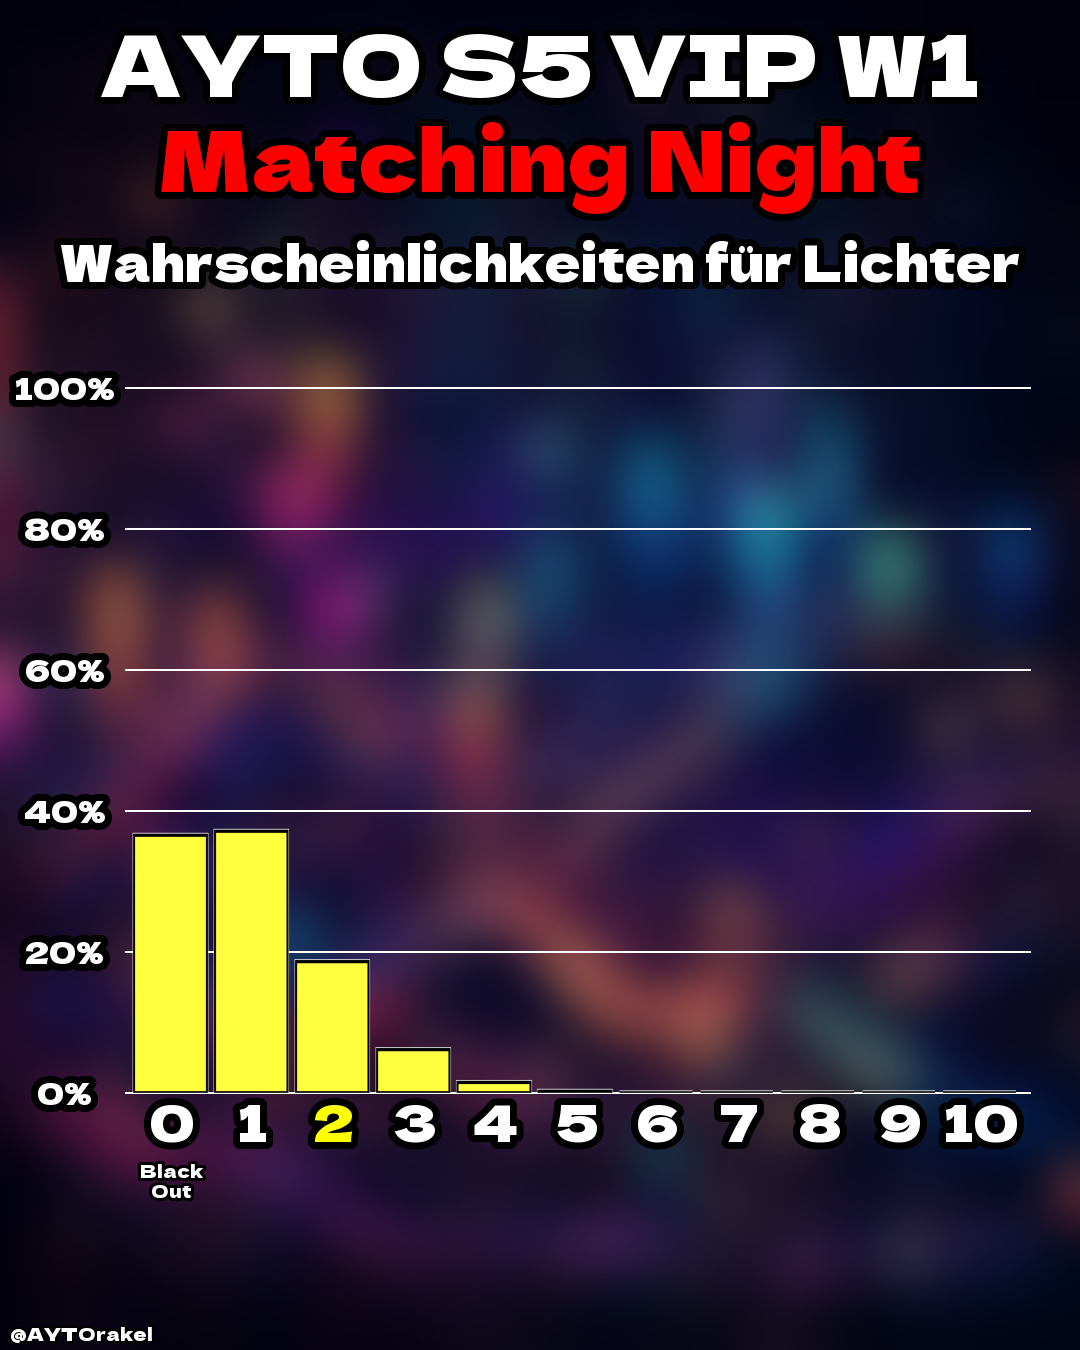 AYTO S5 VIP W1
Matching Night
Wahrscheinlichkeiten für Lichter
100%
80%
60%
40%
20%
0%
0 1 2 3 4 5 6 7 8 9 10
Black
Out
@AYTOrakel